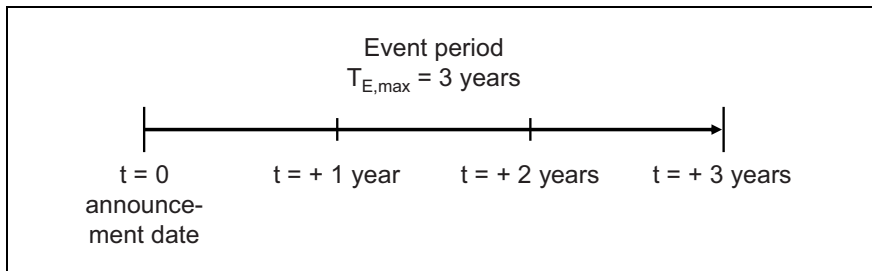 Event period
T_E,max = 3 years
t = 0 t = + 1 year t = + 2 years t = + 3 years
announce-
ment date